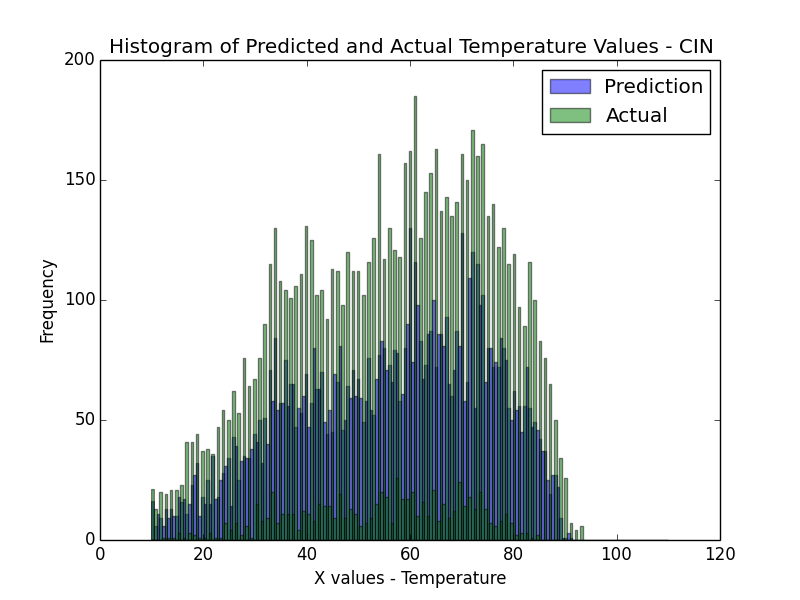 Histogram of Predicted and Actual Temperature Values - CIN
Prediction
Actual
200
150
100
50
0
Frequency
0 20 40 60 80 100 120
X values - Temperature